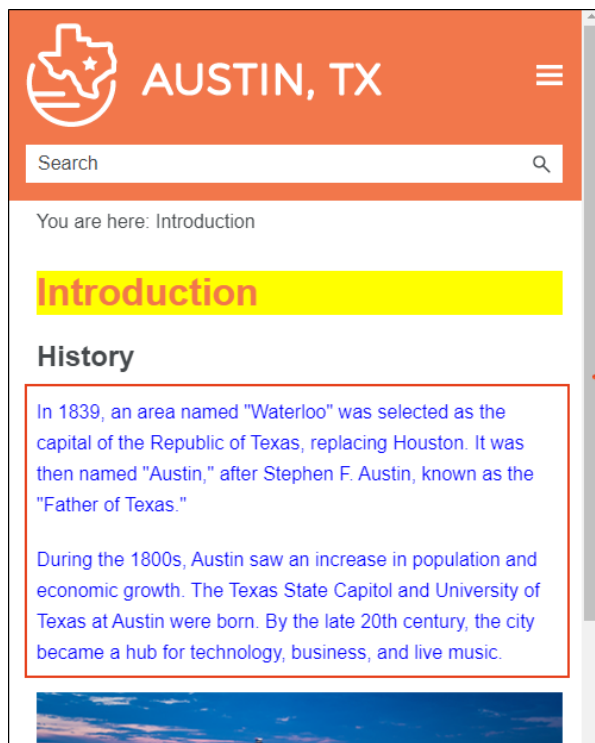 AUSTIN, TX
Search
You are here: Introduction
Introduction
History
In 1839, an area named "Waterloo" was selected as the
capital of the Republic of Texas, replacing Houston. It was
then named "Austin," after Stephen F. Austin, known as the
"Father of Texas."
During the 1800s, Austin saw an increase in population and
economic growth. The Texas State Capitol and University of
Texas at Austin were born. By the late 20th century, the city
became a hub for technology, business, and live music.